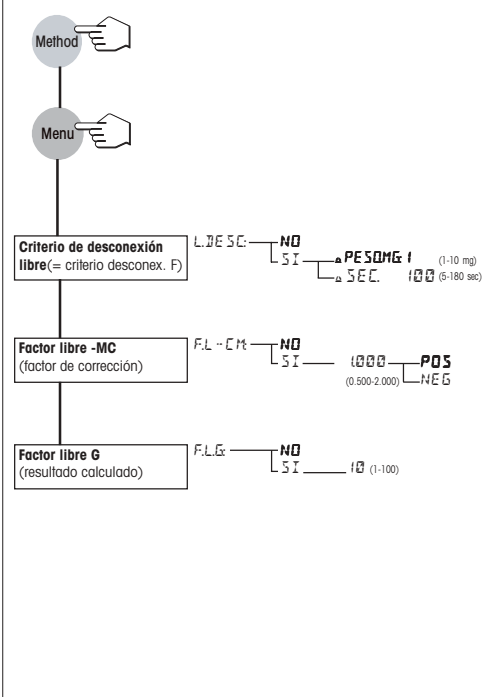 Method
Menu
Criterio de desconexión
libre(= criterio desconex. F)
L.DESC: NO
SI ▵PESO.MG: 1 (1-10 mg)
▵SEC. 100 (5-180 sec)
Factor libre -MC
(factor de corrección)
F.L -CM: NO
SI 1.000 POS
(0.500-2.000) NEG
Factor libre G
(resultado calculado)
F.L.G: NO
SI 10 (1-100)